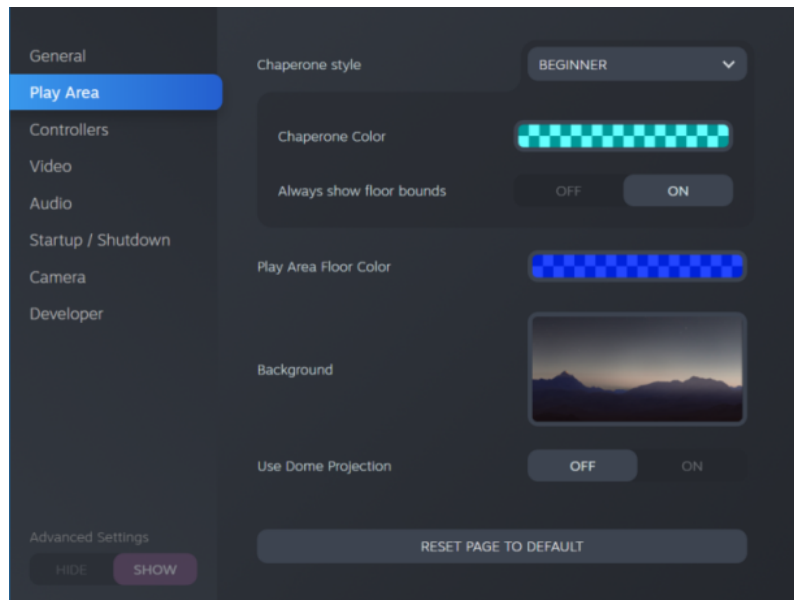 General
Play Area
Controllers
Video
Audio
Startup / Shutdown
Camera
Developer
Advanced Settings
HIDE SHOW
Chaperone style BEGINNER
Chaperone Color
Always show floor bounds OFF ON
Play Area Floor Color
Background
Use Dome Projection OFF ON
RESET PAGE TO DEFAULT